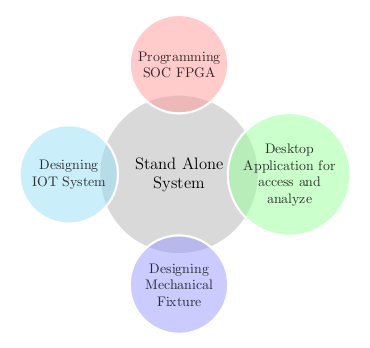 Programming
SOC FPGA
Designing
IOT System
Stand Alone
System
Desktop
Application for
access and
analyze
Designing
Mechanical
Fixture